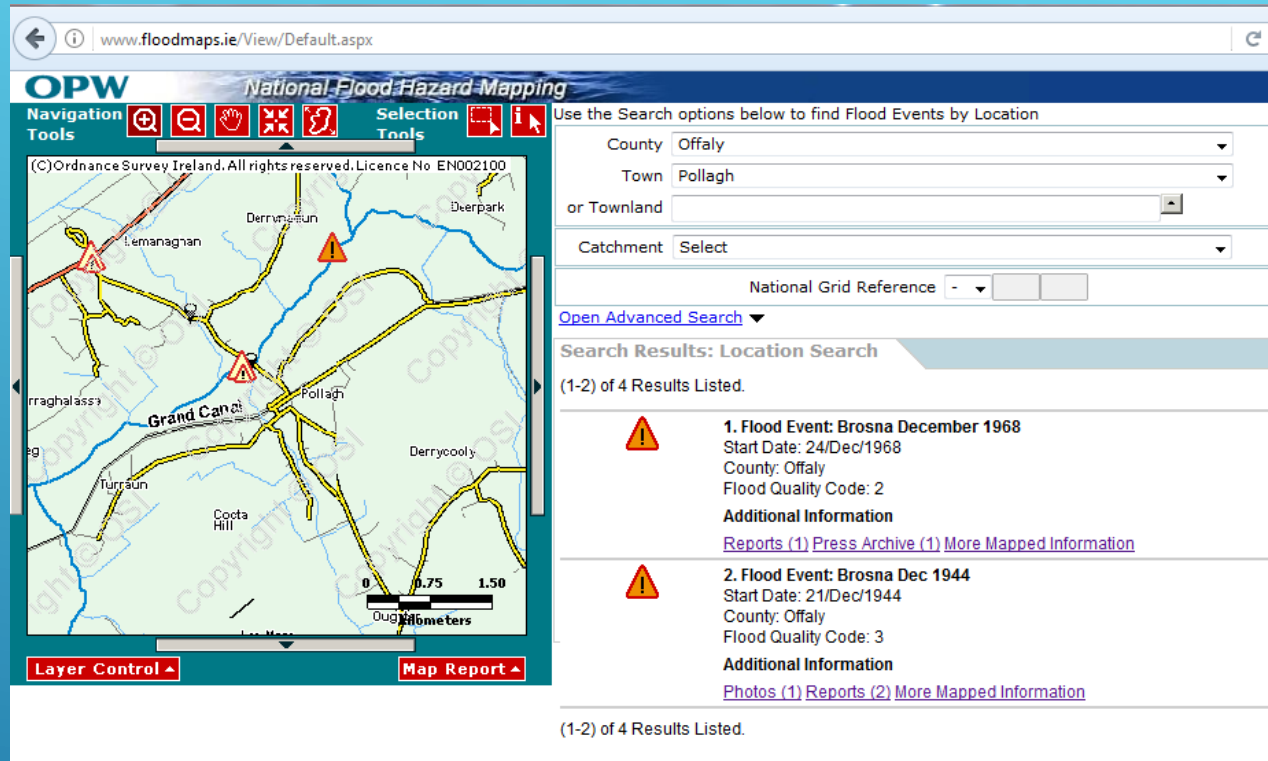 www.floodmaps.ie/View/Default.aspx
OPW
National Flood Hazard Mapping
Navigation Tools
Selection Tools
(C)Ordnance Survey Ireland. All rights reserved. Licence No EN002100
Deerpark
Lemanaghan
Pollagh
rraghalassa
Grand Canal
eg
Derrycooly
Turraun
Cocta
Hill
0 0.75 1.50
Kilometers
Layer Control
Map Report
Use the Search options below to find Flood Events by Location
County Offaly
Town Pollagh
or Townland
Catchment Select
National Grid Reference -
Open Advanced Search
Search Results: Location Search
(1-2) of 4 Results Listed.
1. Flood Event: Brosna December 1968
Start Date: 24/Dec/1968
County: Offaly
Flood Quality Code: 2
Additional Information
Reports (1) Press Archive (1) More Mapped Information
2. Flood Event: Brosna Dec 1944
Start Date: 21/Dec/1944
County: Offaly
Flood Quality Code: 3
Additional Information
Photos (1) Reports (2) More Mapped Information
(1-2) of 4 Results Listed.
Copyright © OSI